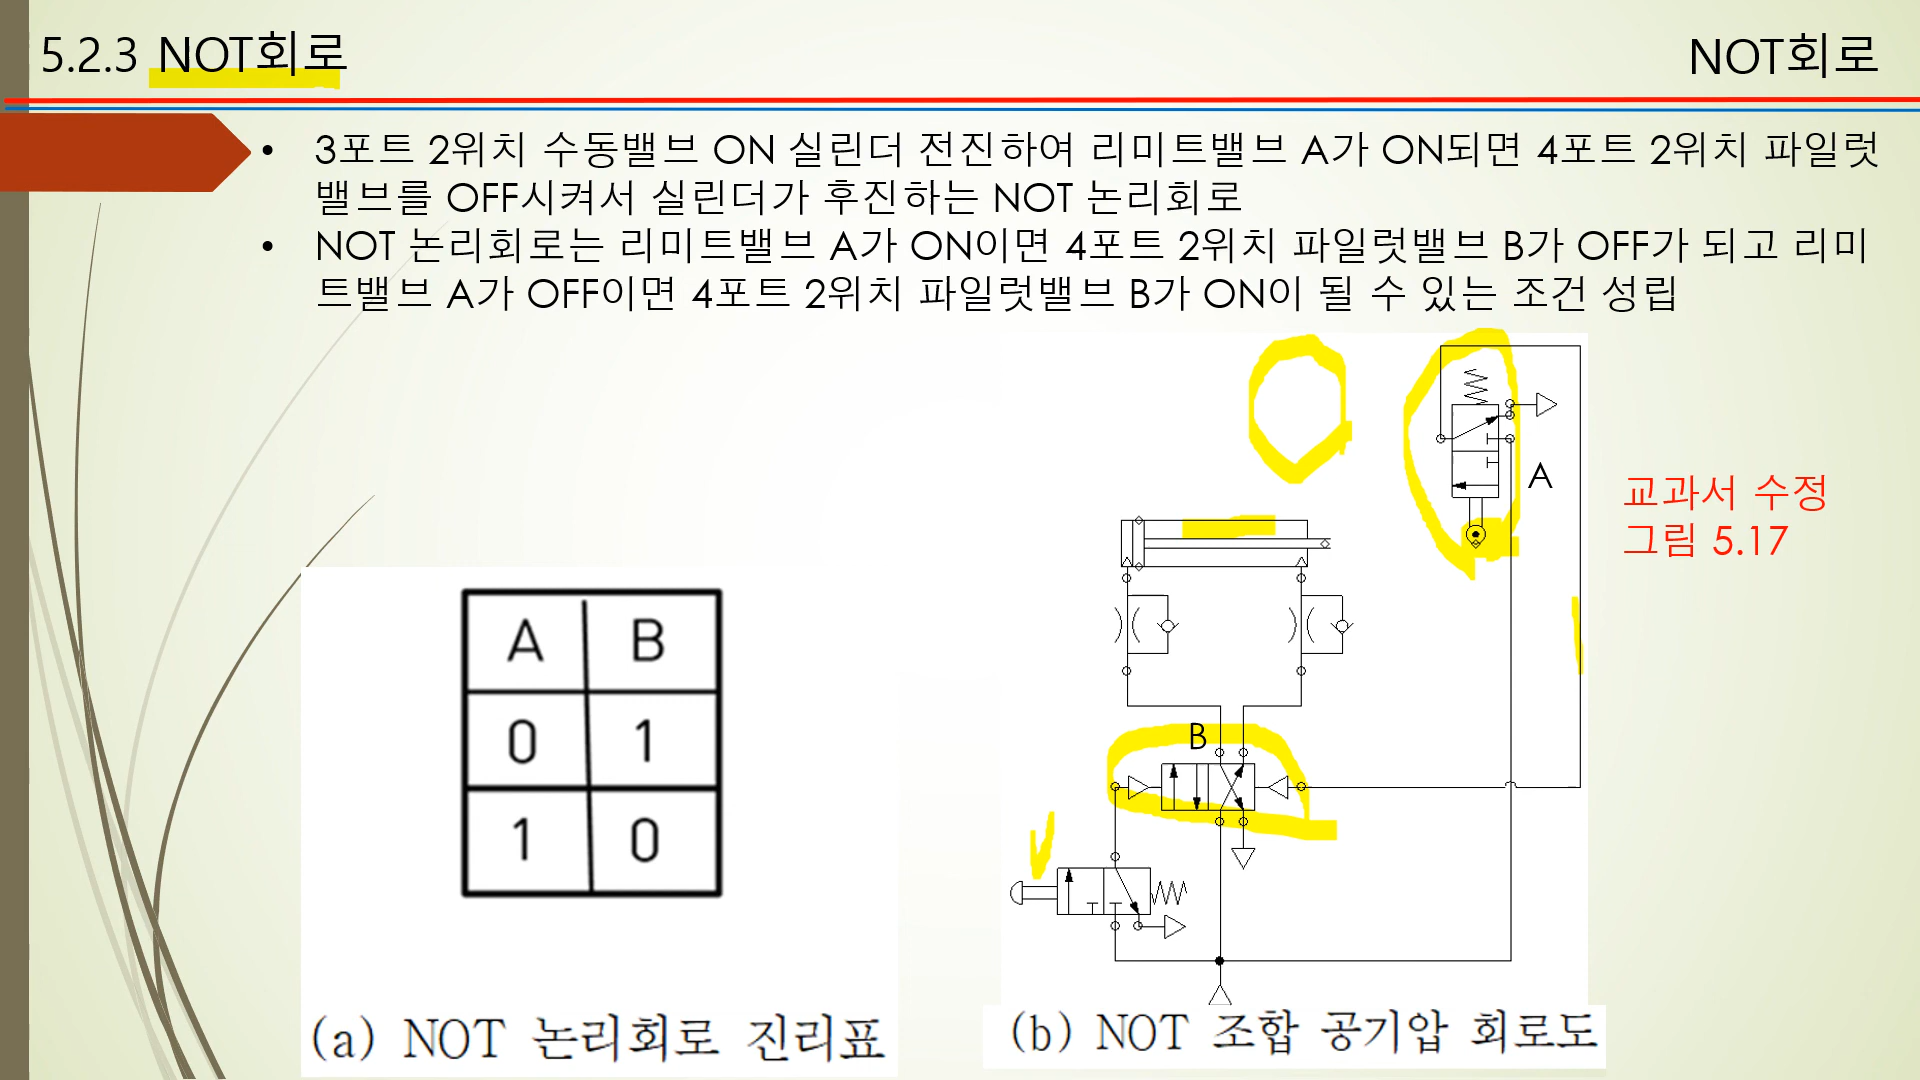 5.2.3 NOT회로
NOT회로
• 3포트 2위치 수동밸브 ON 실린더 전진하여 리미트밸브 A가 ON되면 4포트 2위치 파일럿
밸브를 OFF시켜서 실린더가 후진하는 NOT 논리회로
• NOT 논리회로는 리미트밸브 A가 ON이면 4포트 2위치 파일럿밸브 B가 OFF가 되고 리미
트밸브 A가 OFF이면 4포트 2위치 파일럿밸브 B가 ON이 될 수 있는 조건 성립
A
교과서 수정
그림 5.17
A B
0 1
1 0
B
(a) NOT 논리회로 진리표
(b) NOT 조합 공기압 회로도